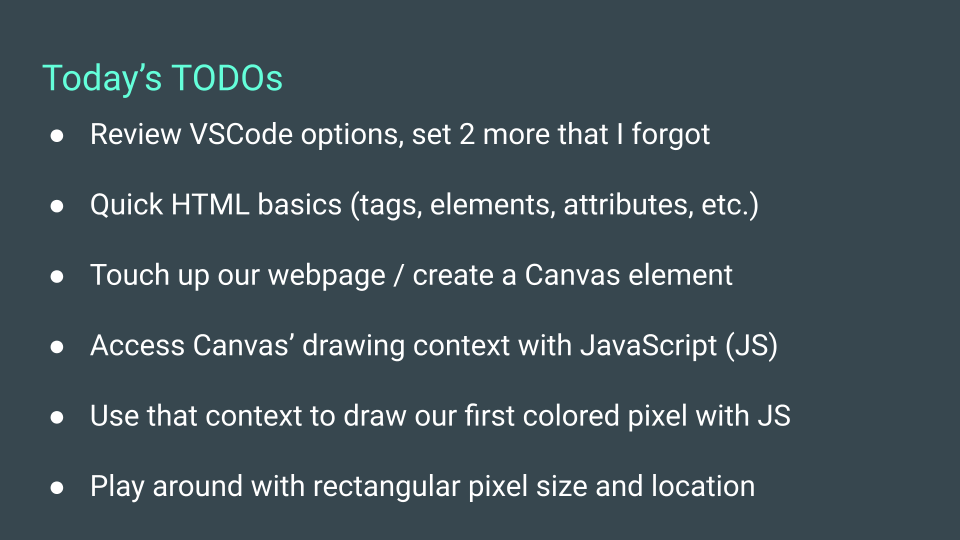 Today’s TODOs
● Review VSCode options, set 2 more that I forgot
● Quick HTML basics (tags, elements, attributes, etc.)
● Touch up our webpage / create a Canvas element
● Access Canvas’ drawing context with JavaScript (JS)
● Use that context to draw our first colored pixel with JS
● Play around with rectangular pixel size and location